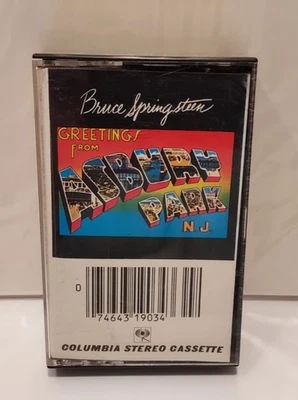 Bruce Springsteen
GREETINGS
FROM
ASBURY
PARK
N J
0
74643 19034
COLUMBIA STEREO CASSETTE